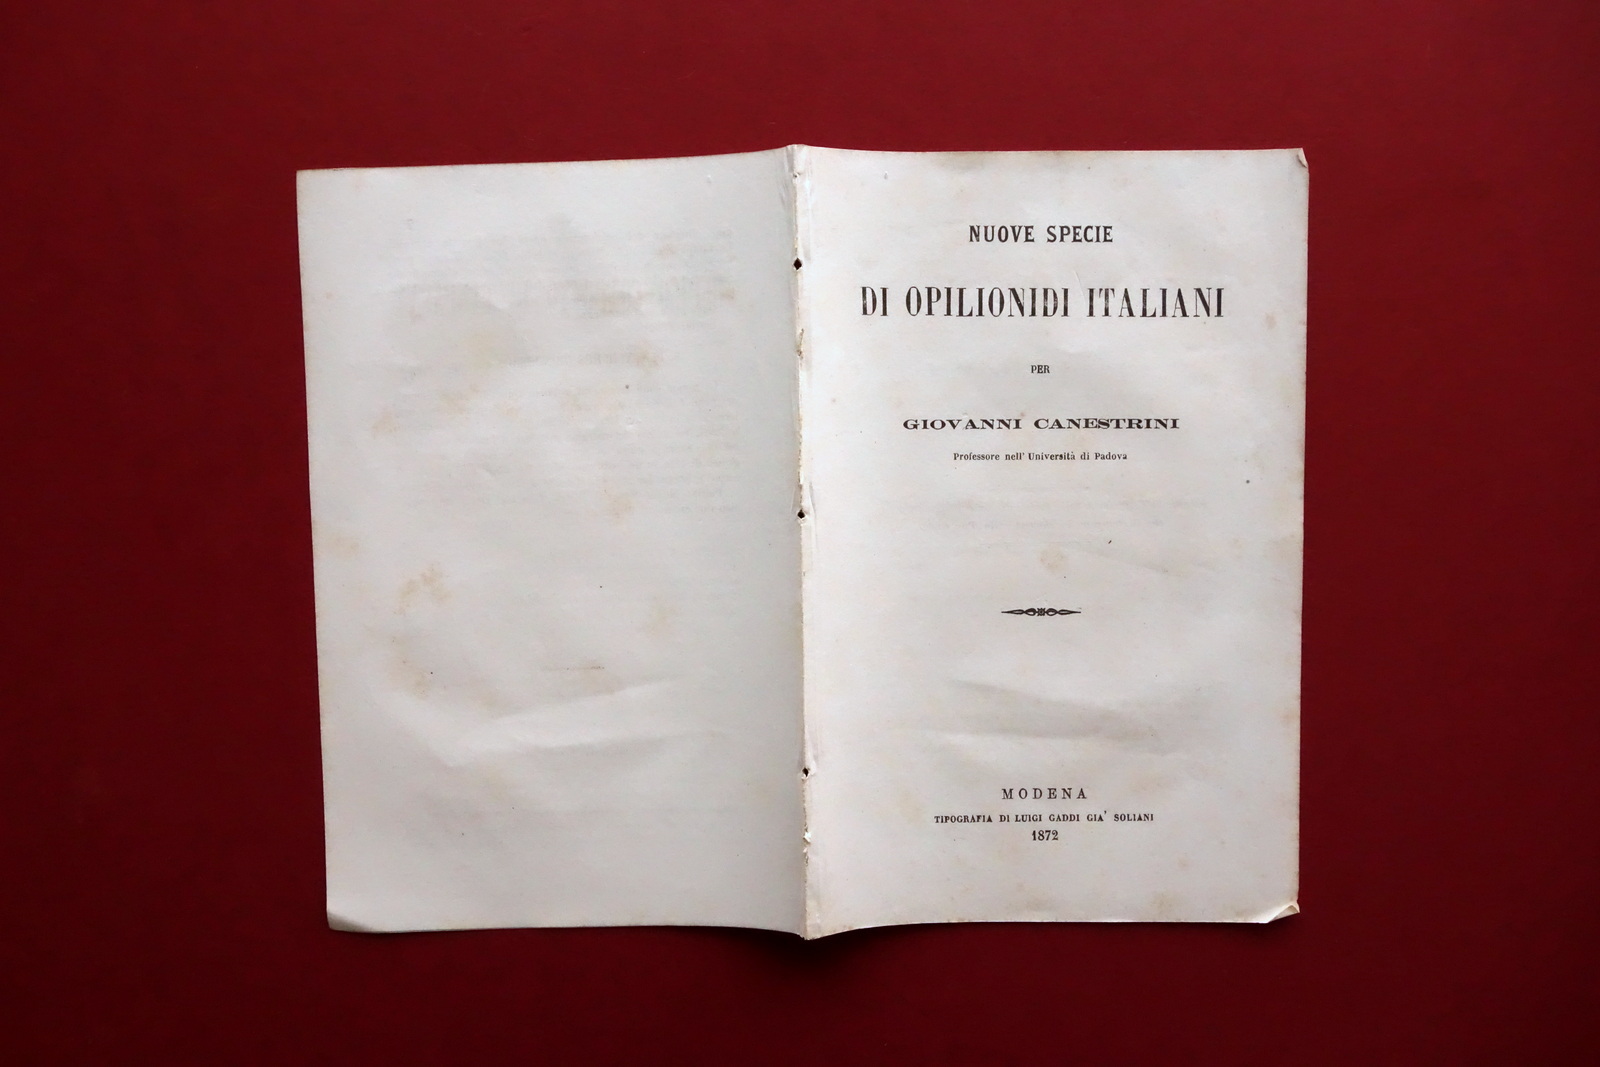 NUOVE SPECIE
DI OPILIONIDI ITALIANI
PER
GIOVANNI CANESTRINI
Professore nell' Università di Padova
MODENA
TIPOGRAFIA DI LUIGI GADDI GIA' SOLIANI
1872